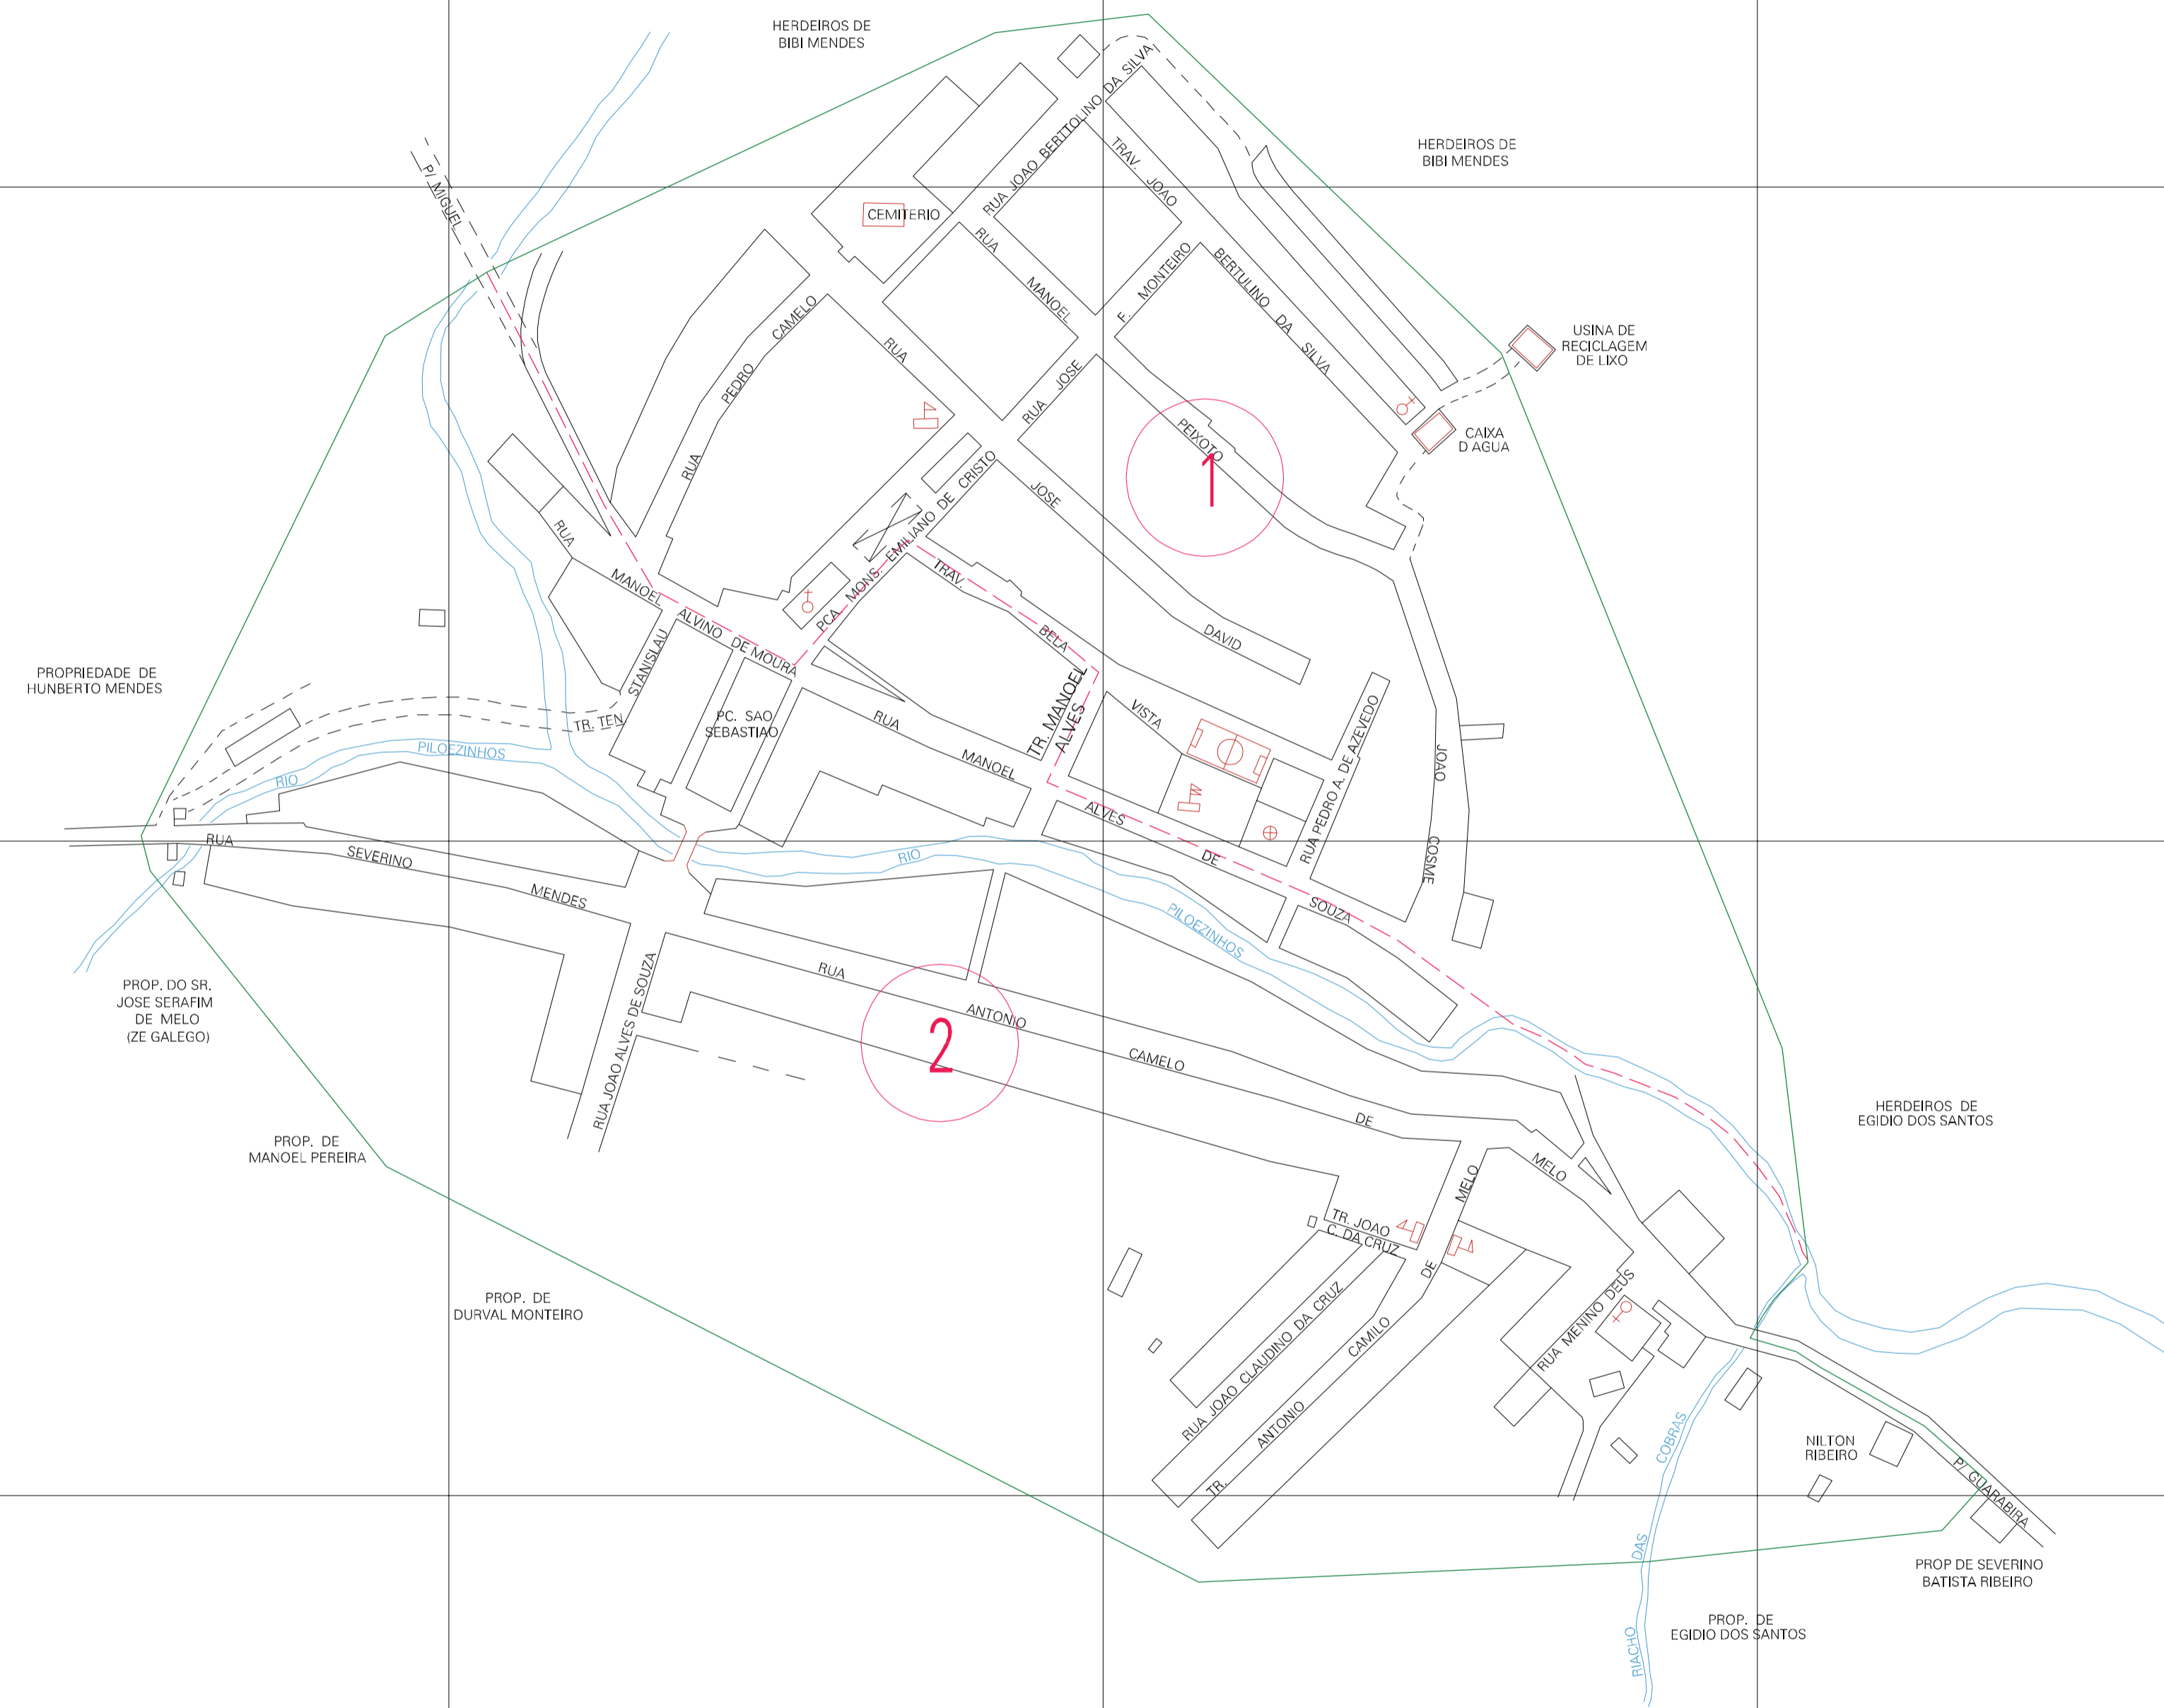 HERDEIROS DE
BIBI MENDES
HERDEIROS DE
BIBI MENDES
P/ MIGUEL
CEMITERIO
RUA JOAO BERTTOLINO DA SILVA
TRAV. JOAO
BERTULINO DA SILVA
RUA MANOEL
F. MONTEIRO
USINA DE
RECICLAGEM
DE LIXO
CAIXA
D AGUA
RUA PEDRO CAMELO
RUA
JOSE
DAVID
RUA JOSE
PEIXOTO
1
PCA MONS. EMILIANO DE CRISTO
TRAV.
BELA
VISTA
RUA
MANOEL
ALVINO DE MOURA
STANISLAU
TR. TEN
PC. SAO
SEBASTIAO
TR. MANOEL
ALVES
RUA
MANOEL
ALVES
DE
SOUZA
RUA PEDRO A. DE AZEVEDO
JOAO
COSME
W
PROPRIEDADE DE
HUNBERTO MENDES
RIO
PILOEZINHOS
RIO
PILOEZINHOS
RUA
SEVERINO
MENDES
PROP. DO SR.
JOSE SERAFIM
DE MELO
(ZE GALEGO)
RUA JOAO ALVES DE SOUZA
RUA
ANTONIO
CAMELO
DE
MELO
2
PROP. DE
MANOEL PEREIRA
HERDEIROS DE
EGIDIO DOS SANTOS
PROP. DE
DURVAL MONTEIRO
TR. JOAO
C. DA CRUZ
RUA JOAO CLAUDINO DA CRUZ
TR. ANTONIO CAMILO DE MELO
RUA MENINO DEUS
NILTON
RIBEIRO
P/ GUARABIRA
RIACHO DAS COBRAS
PROP DE SEVERINO
BATISTA RIBEIRO
PROP. DE
EGIDIO DOS SANTOS